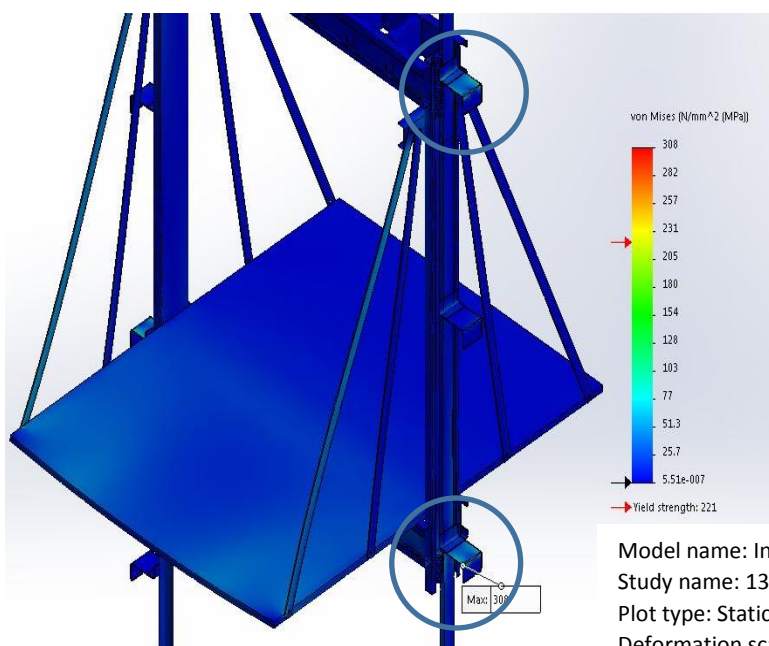 von Mises (N/mm^2 (MPa))
308
282
257
231
205
180
154
128
103
77
51.3
25.7
5.51e-007
Yield strength: 221
Max: 308
Model name: In
Study name: 13
Plot type: Static
Deformation sc